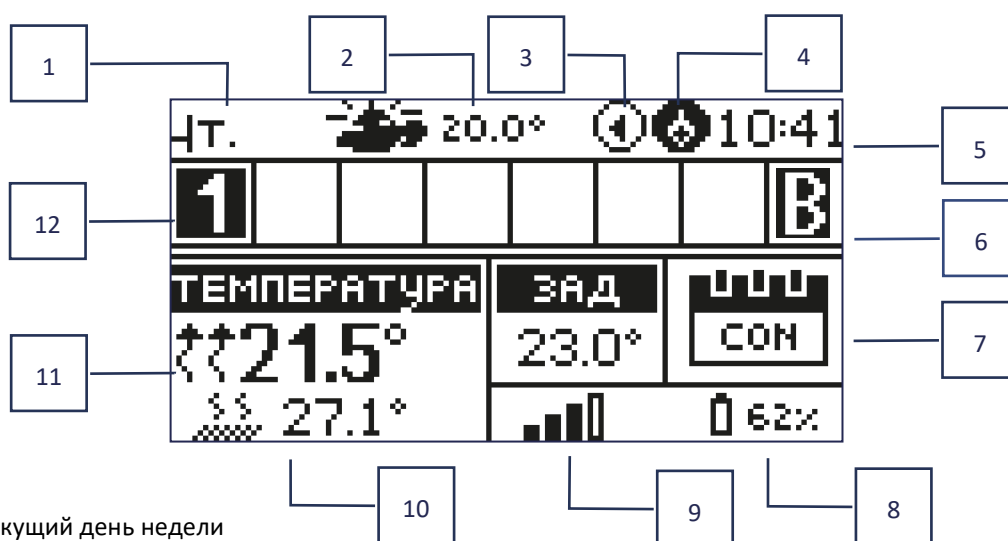 1 2 3 4
Чт. 20.0° 10:41
5
12 1 B
6
ТЕМПЕРАТУРА ЗАД
11 21.5° 23.0° CON 7
27.1° 62%
10 9 8
кущий день недели